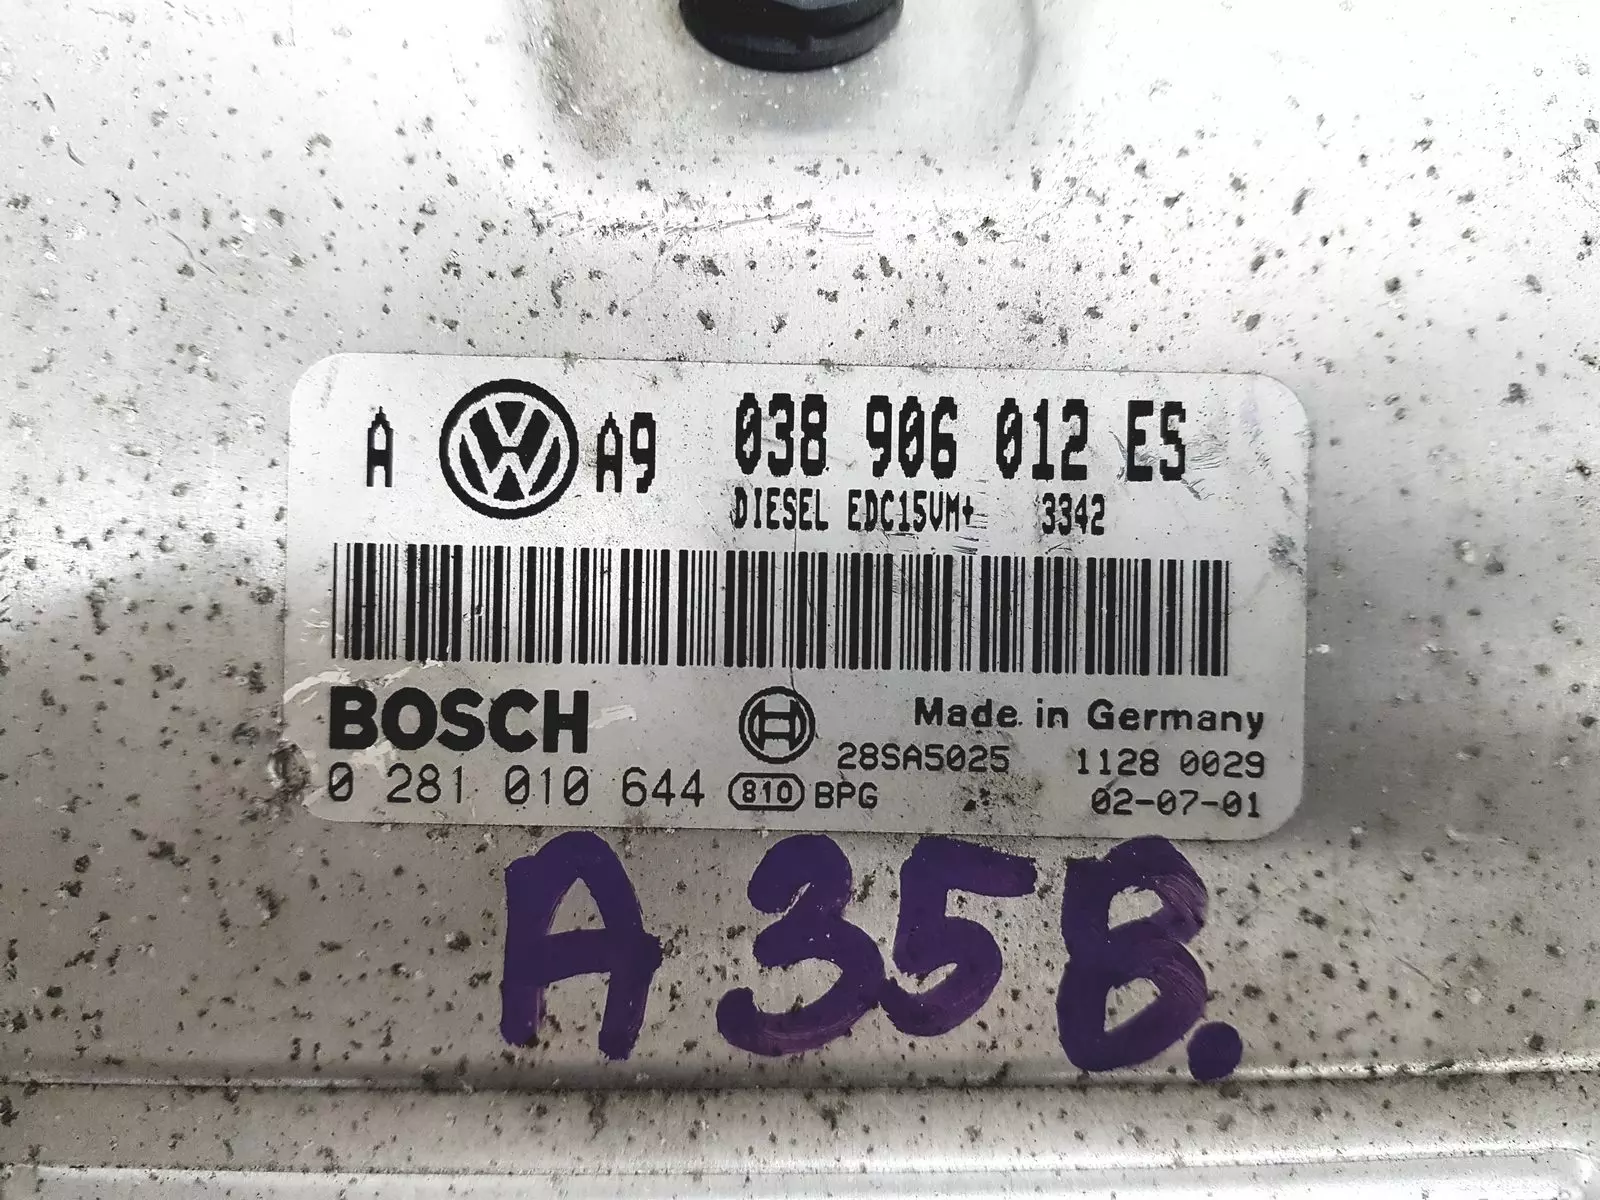 A VW A9 038 906 012 ES
DIESEL EDC15VM+ 3342
BOSCH Made in Germany
28SA5025 1128 0029
0 281 010 644 810 BPG 02-07-01
A 35B.